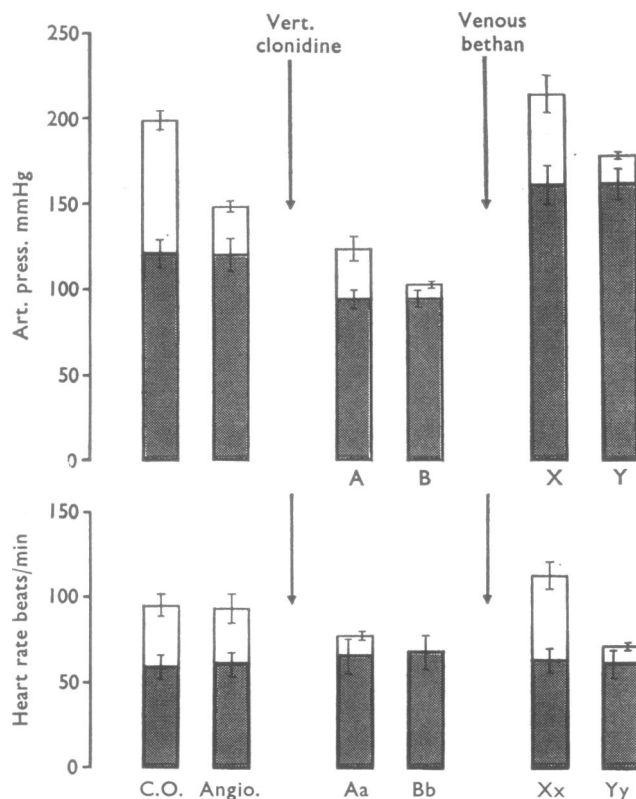 Vert.
clonidine
Venous
bethan
Art. press. mmHg
250
200
150
100
50
0
A B X Y
Heart rate beats/min
150
100
50
0
C.O. Angio. Aa Bb Xx Yy